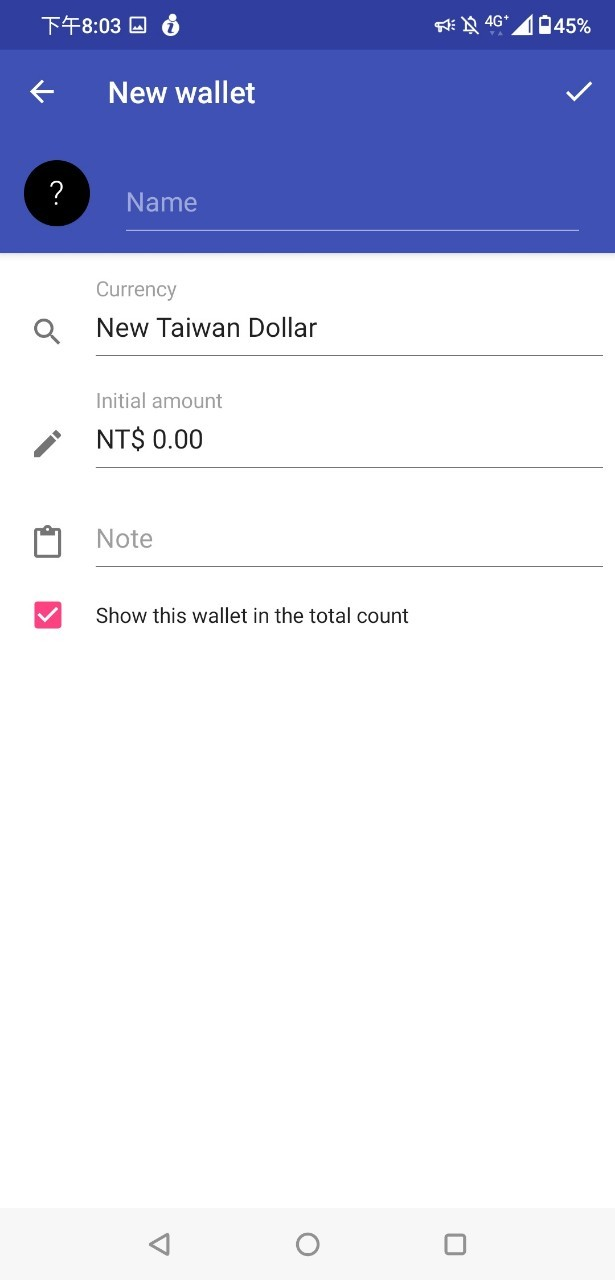 下午8:03 4G+ 45%
New wallet
?
Name
Currency
New Taiwan Dollar
Initial amount
NT$ 0.00
Note
Show this wallet in the total count